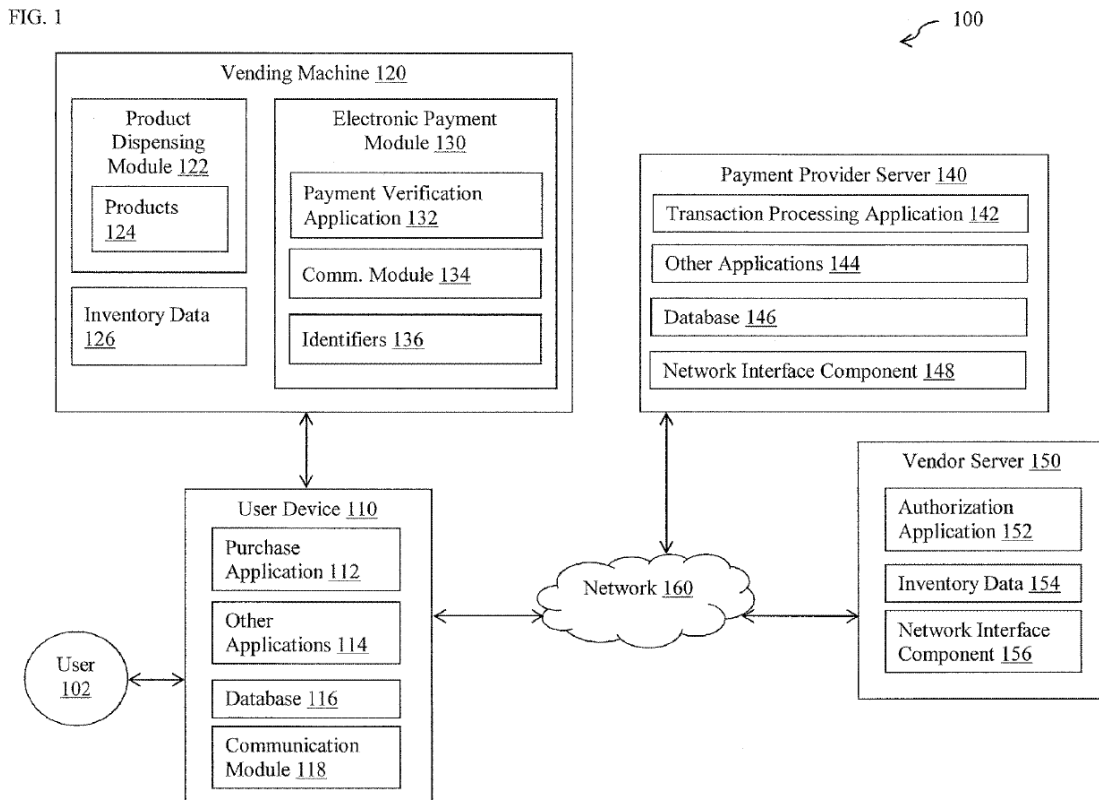 FIG. 1
100
Vending Machine 120
Product
Dispensing
Module 122
Products
124
Inventory Data
126
Electronic Payment
Module 130
Payment Verification
Application 132
Comm. Module 134
Identifiers 136
Payment Provider Server 140
Transaction Processing Application 142
Other Applications 144
Database 146
Network Interface Component 148
Vendor Server 150
Authorization
Application 152
Inventory Data 154
Network Interface
Component 156
User Device 110
Purchase
Application 112
Other
Applications 114
Database 116
Communication
Module 118
Network 160
User
102